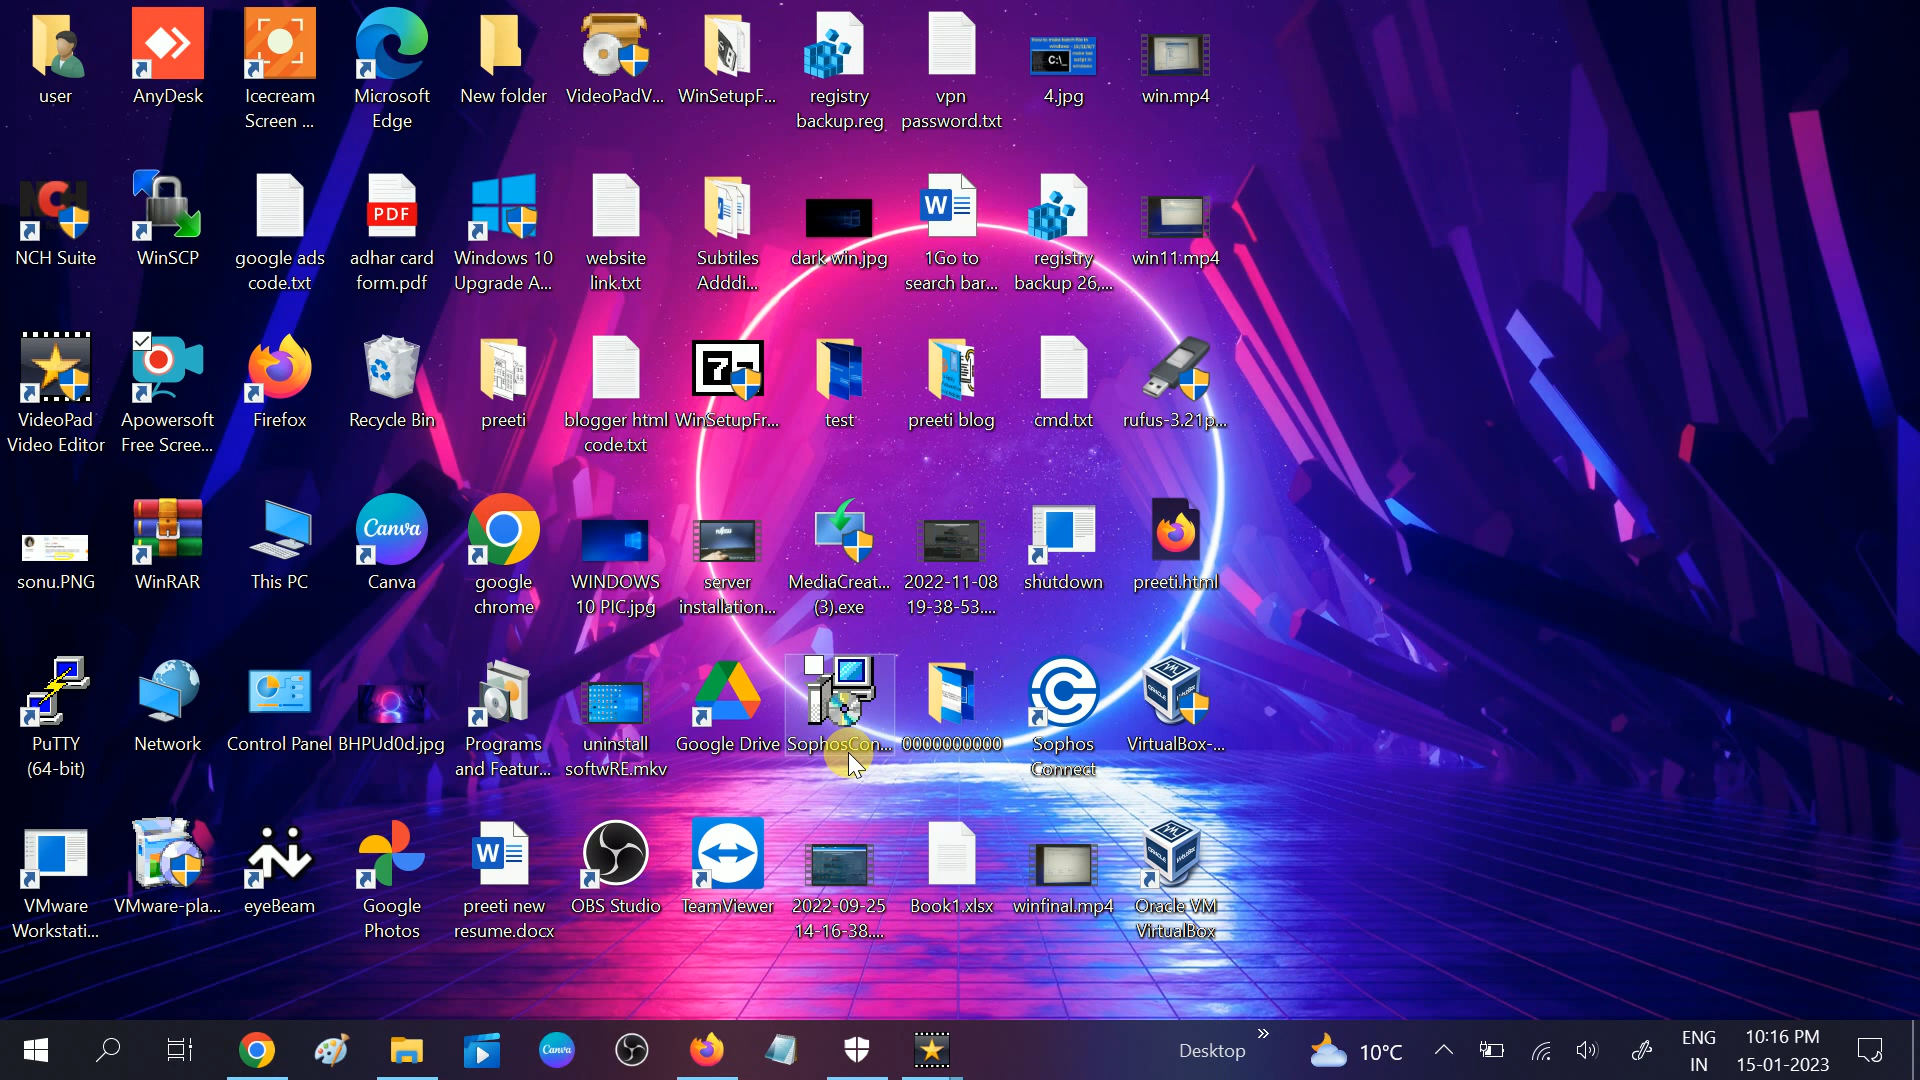 user
AnyDesk
Icecream
Screen ...
Microsoft
Edge
New folder
VideoPadV...
WinSetupF...
registry
backup.reg
vpn
password.txt
4.jpg
win.mp4
NCH Suite
WinSCP
google ads
code.txt
PDF
adhar card
form.pdf
Windows 10
Upgrade A...
website
link.txt
Subtiles
Adddi...
dark win.jpg
1Go to
search bar...
registry
backup 26,...
win11.mp4
VideoPad
Video Editor
Apowersoft
Free Scree...
Firefox
Recycle Bin
preeti
blogger html
code.txt
WinSetupFr...
test
preeti blog
cmd.txt
rufus-3.21p...
sonu.PNG
WinRAR
This PC
Canva
Canva
google
chrome
WINDOWS
10 PIC.jpg
server
installation...
MediaCreat...
(3).exe
2022-11-08
19-38-53....
shutdown
preeti.html
PuTTY
(64-bit)
Network
Control Panel
BHPUd0d.jpg
Programs
and Featur...
uninstall
softwRE.mkv
Google Drive
SophosCon...
0000000000
Sophos
Connect
VirtualBox-...
VMware
Workstati...
VMware-pla...
eyeBeam
Google
Photos
preeti new
resume.docx
OBS Studio
TeamViewer
2022-09-25
14-16-38....
Book1.xlsx
winfinal.mp4
Oracle VM
VirtualBox
Canva
Desktop
10°C
ENG
IN
10:16 PM
15-01-2023